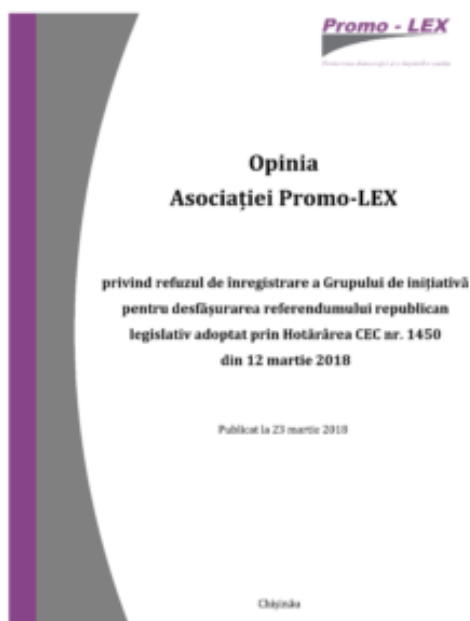 Promo - LEX
Opinia
Asociației Promo-LEX
privind refuzul de înregistrare a Grupului de inițiativă
pentru desfășurarea referendumului republican
legislativ adoptat prin Hotărârea CEC nr. 1450
din 12 martie 2018
Publicat la 23 martie 2018
Chișinău